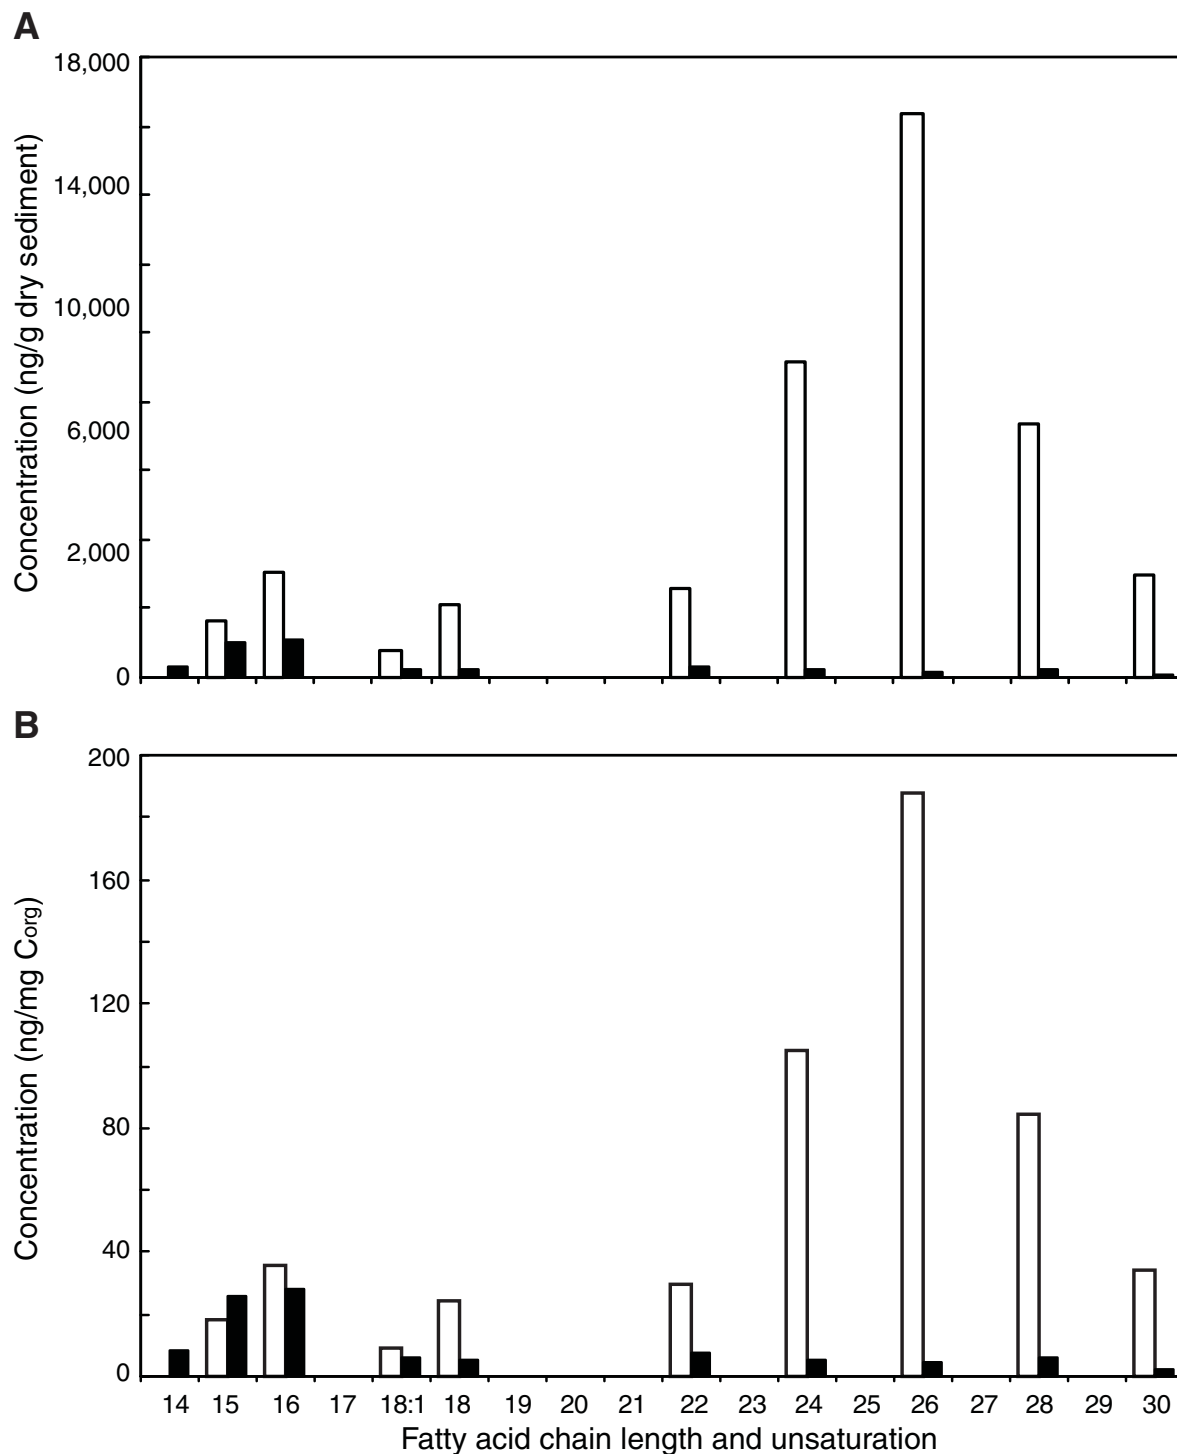 A
18,000
14,000
10,000
6,000
2,000
0
Concentration (ng/g dry sediment)
B
200
160
120
80
40
0
Concentration (ng/mg Corg)
14 15 16 17 18:1 18 19 20 21 22 23 24 25 26 27 28 29 30
Fatty acid chain length and unsaturation